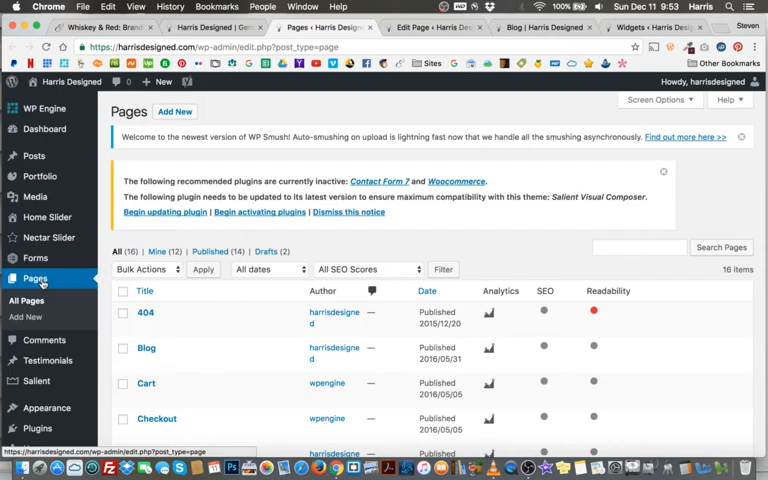 Chrome File Edit View History Bookmarks People Window Help 100% Sun Dec 11 9:53 Harris
Whiskey & Red: Brand Harris Designed | Gen Pages ‹ Harris Designed Edit Page ‹ Harris Des Blog | Harris Designed Widgets ‹ Harris Design Steven
https://harrisdesigned.com/wp-admin/edit.php?post_type=page
Sites Other Bookmarks
Harris Designed 0 + New Howdy, harrisdesigned
WP Engine
Dashboard
Posts
Portfolio
Media
Home Slider
Nectar Slider
Forms
Pages
All Pages
Add New
Comments
Testimonials
Salient
Appearance
Plugins
Screen Options Help
Pages Add New
Welcome to the newest version of WP Smush! Auto-smushing on upload is lightning fast now that we handle all the smushing asynchronously. Find out more here >>
The following recommended plugins are currently inactive: Contact Form 7 and Woocommerce.
The following plugin needs to be updated to its latest version to ensure maximum compatibility with this theme: Salient Visual Composer.
Begin updating plugin | Begin activating plugins | Dismiss this notice
All (16) | Mine (12) | Published (14) | Drafts (2)
Search Pages
Bulk Actions Apply All dates All SEO Scores Filter 16 items
Title Author Date Analytics SEO Readability
404 harrisdesigne
d — Published
2015/12/20
Blog harrisdesigne
d — Published
2016/05/31
Cart wpengine — Published
2016/05/05
Checkout wpengine — Published
2016/05/05
https://harrisdesigned.com/wp-admin/edit.php?post_type=page